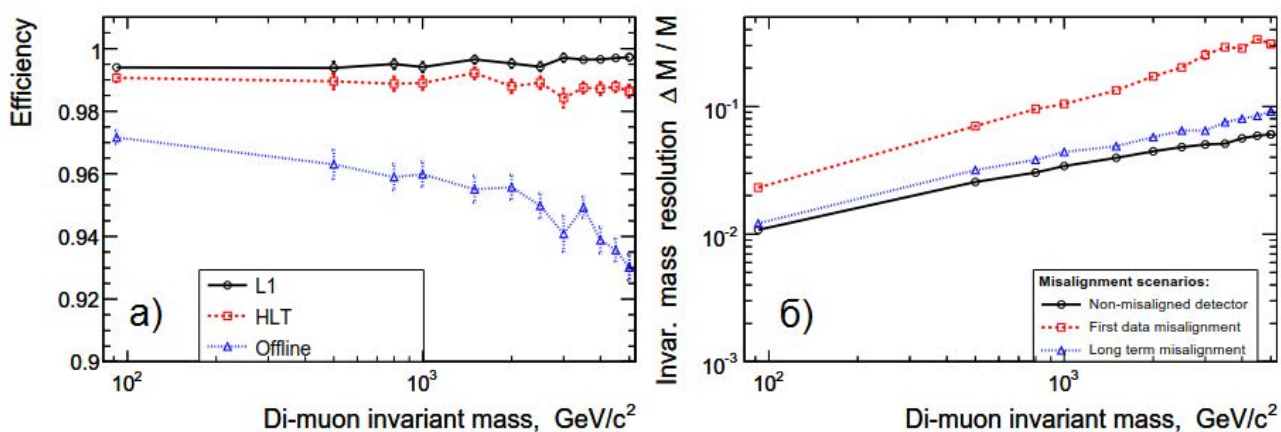 Efficiency
1
0.98
0.96
0.94
0.92
0.9
а)
L1
HLT
Offline
10²
10³
Di-muon invariant mass, GeV/c²
Invar. mass resolution Δ M / M
10⁻¹
10⁻²
10⁻³
б)
Misalignment scenarios:
Non-misaligned detector
First data misalignment
Long term misalignment
10²
10³
Di-muon invariant mass, GeV/c²